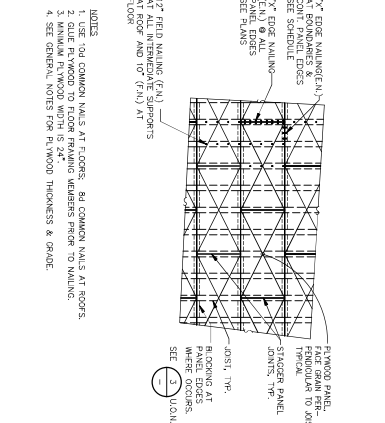 "X" EDGE NAILING(E.N.)
AT BOUNDARIES &
CONT. PANEL EDGES
SEE SCHEDULE
"X" EDGE NAILING
(E.N.) @ ALL
PANEL EDGES
SEE PLANS
12" FIELD NAILING (F.N.)
AT ALL INTERMEDIATE SUPPORTS
AT ROOF AND 10" (F.N.) AT
FLOOR
PLYWOOD PANEL,
FACE GRAIN PER-
PENDICULAR TO JOIST
TYPICAL
STAGGER PANEL
JOINTS, TYP.
JOIST, TYP.
BLOCKING AT
PANEL EDGES
WHERE OCCURS.
SEE 3 – U.O.N.
NOTES
1. USE 10d COMMON NAILS AT FLOORS; 8d COMMON NAILS AT ROOFS.
2. GLUE PLYWOOD TO FLOOR FRAMING MEMBERS PRIOR TO NAILING.
3. MINIMUM PLYWOOD WIDTH IS 24".
4. SEE GENERAL NOTES FOR PLYWOOD THICKNESS & GRADE.